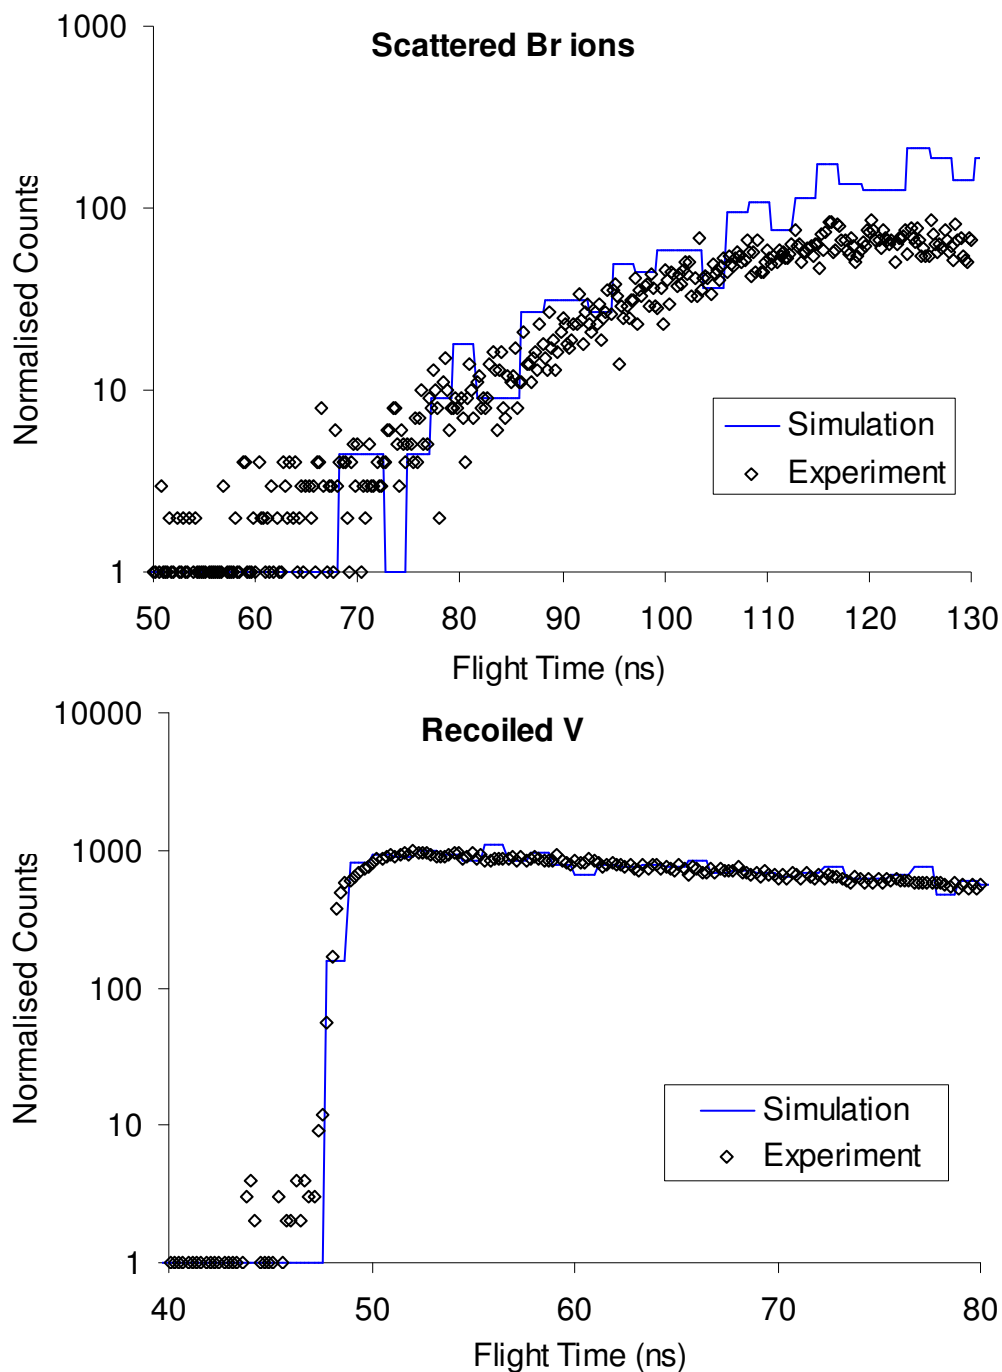 1000
Scattered Br ions
100
10
1
Normalised Counts
Simulation
Experiment
50 60 70 80 90 100 110 120 130
Flight Time (ns)
10000
Recoiled V
1000
100
10
1
Normalised Counts
Simulation
Experiment
40 50 60 70 80
Flight Time (ns)